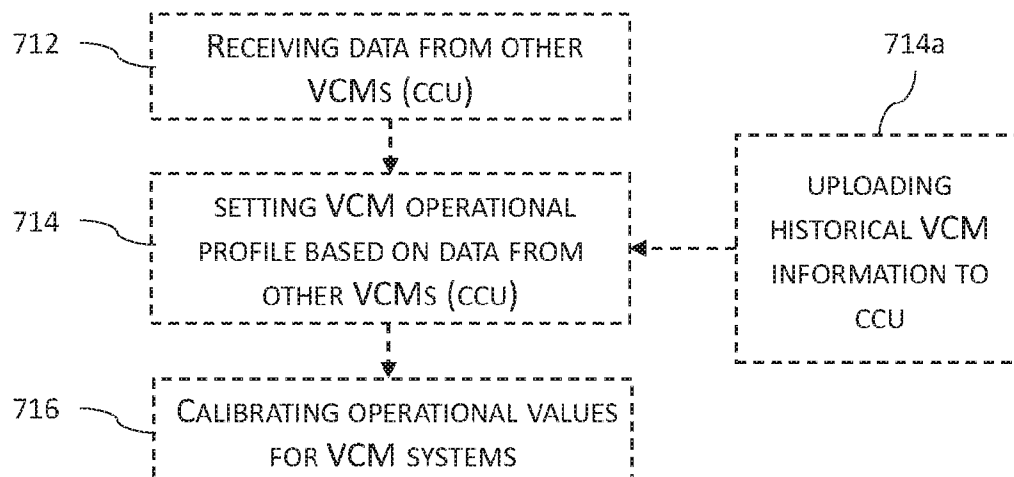 712
RECEIVING DATA FROM OTHER
VCMS (CCU)
714a
714
SETTING VCM OPERATIONAL
PROFILE BASED ON DATA FROM
OTHER VCMS (CCU)
UPLOADING
HISTORICAL VCM
INFORMATION TO
CCU
716
CALIBRATING OPERATIONAL VALUES
FOR VCM SYSTEMS